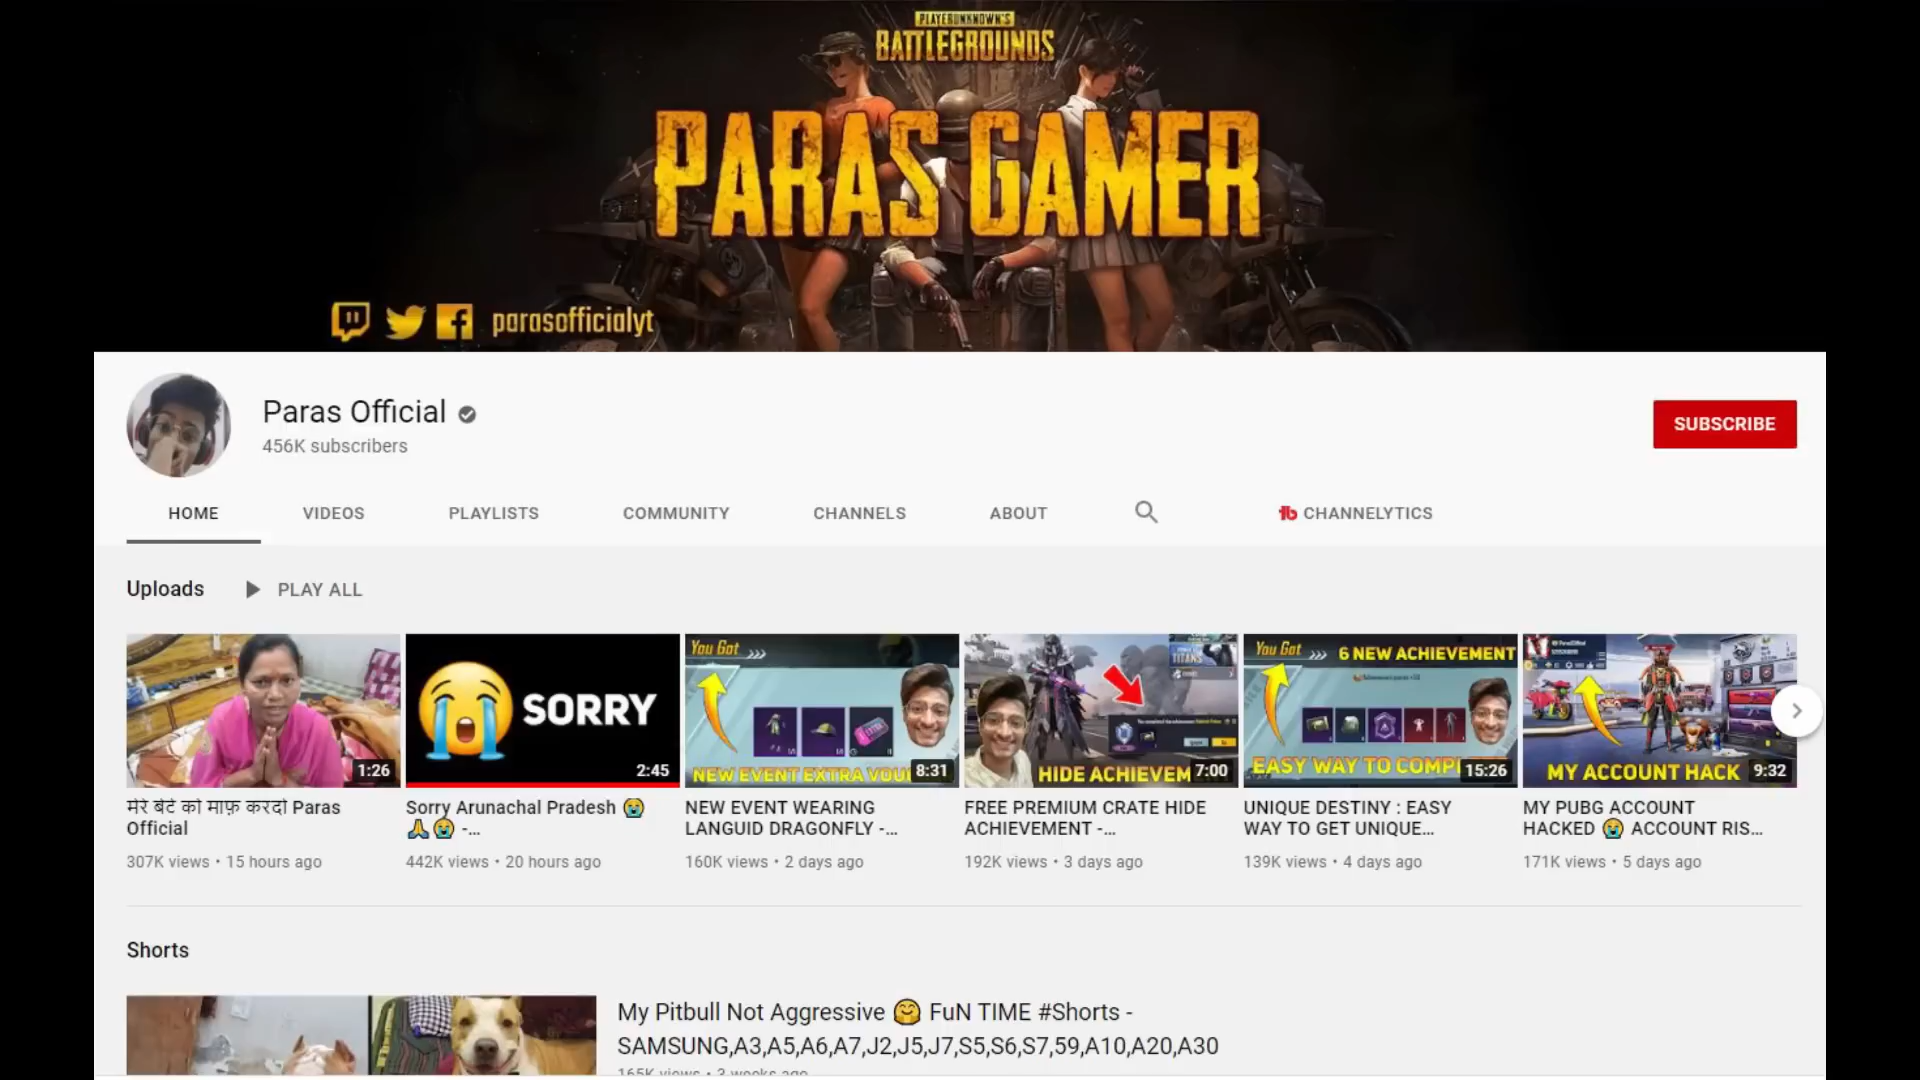 PLAYERUNKNOWN'S
BATTLEGROUNDS
PARAS GAMER
parasofficialyt
Paras Official
456K subscribers
SUBSCRIBE
HOME VIDEOS PLAYLISTS COMMUNITY CHANNELS ABOUT CHANNELYTICS
Uploads PLAY ALL
1:26
SORRY
2:45
You Got >>>
NEW EVENT EXTRA VOU
8:31
TITANS
HIDE ACHIEVEM
7:00
You Got >>> 6 NEW ACHIEVEMENT
EASY WAY TO COMPL
15:26
MY ACCOUNT HACK
9:32
मेरे बेटे को माफ़ करदो Paras
Official
307K views • 15 hours ago
Sorry Arunachal Pradesh 😭
🙏😭 -...
442K views • 20 hours ago
NEW EVENT WEARING
LANGUID DRAGONFLY -...
160K views • 2 days ago
FREE PREMIUM CRATE HIDE
ACHIEVEMENT -...
192K views • 3 days ago
UNIQUE DESTINY : EASY
WAY TO GET UNIQUE...
139K views • 4 days ago
MY PUBG ACCOUNT
HACKED 😭 ACCOUNT RIS...
171K views • 5 days ago
Shorts
My Pitbull Not Aggressive 🤗 FuN TIME #Shorts -
SAMSUNG,A3,A5,A6,A7,J2,J5,J7,S5,S6,S7,59,A10,A20,A30
165K views • 3 weeks ago